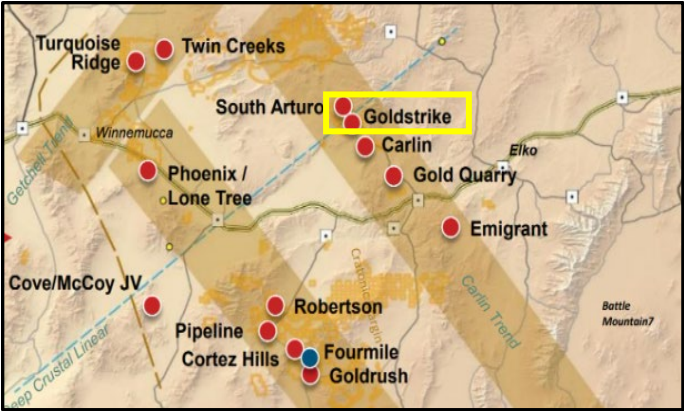 Turquoise
Ridge
Twin Creeks
South Arturo
Goldstrike
Getchell Trend
Winnemucca
Carlin
Elko
Phoenix /
Lone Tree
Gold Quarry
Emigrant
Cove/McCoy JV
Robertson
Carlin Trend
Battle
Mountain7
Pipeline
Cortez Hills
Fourmile
Goldrush
eep Crustal Linear